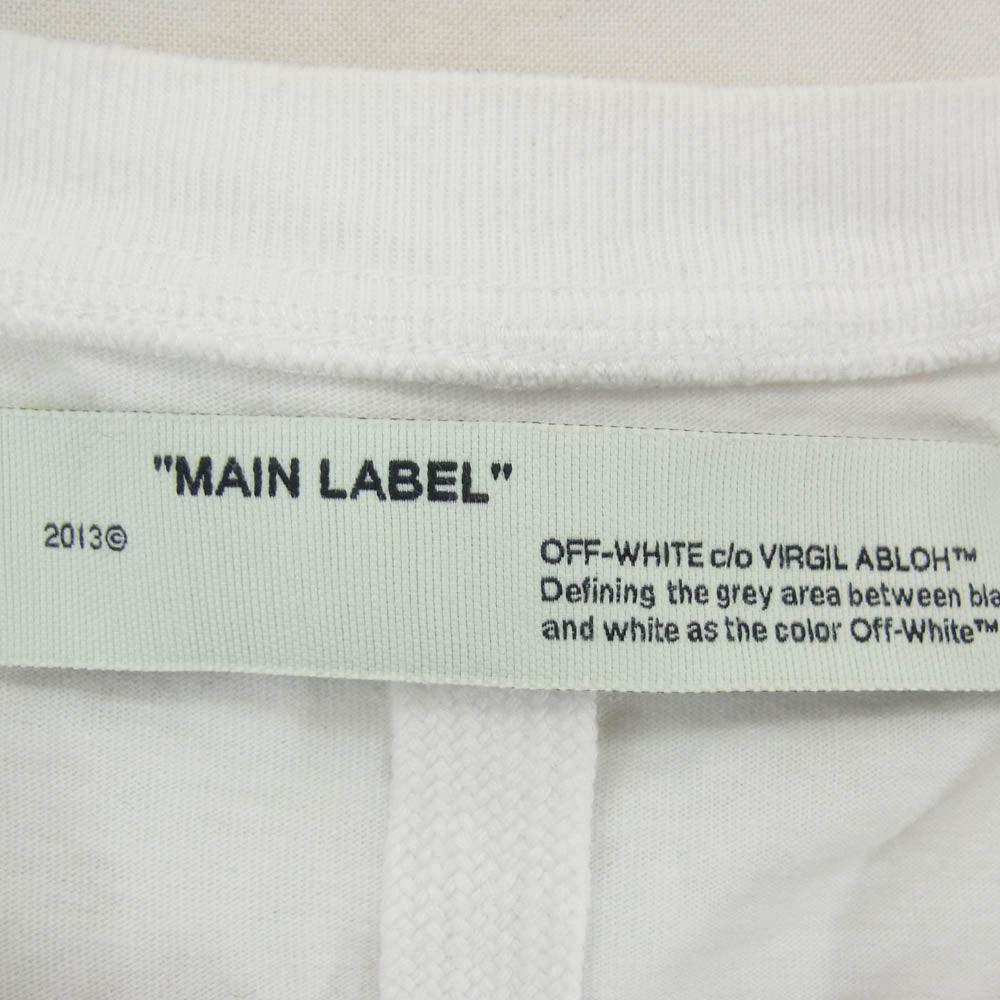 "MAIN LABEL"
2013©
OFF-WHITE c/o VIRGIL ABLOH™
Defining the grey area between
and white as the color Off-White™